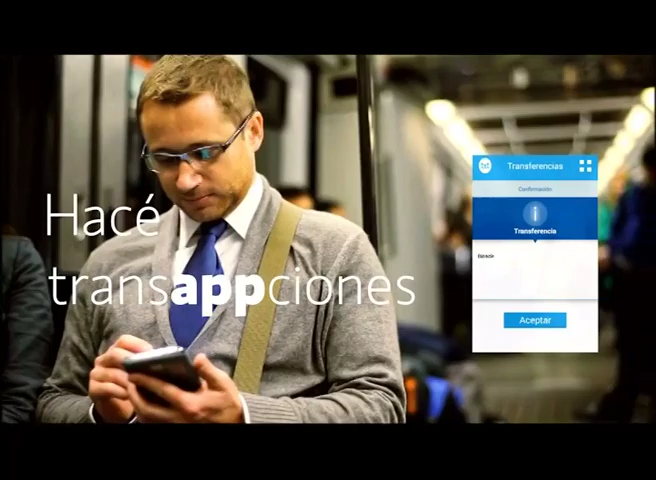 Hacé
transappciones
Transferencias
Confirmación
i
Transferencia
Aceptar